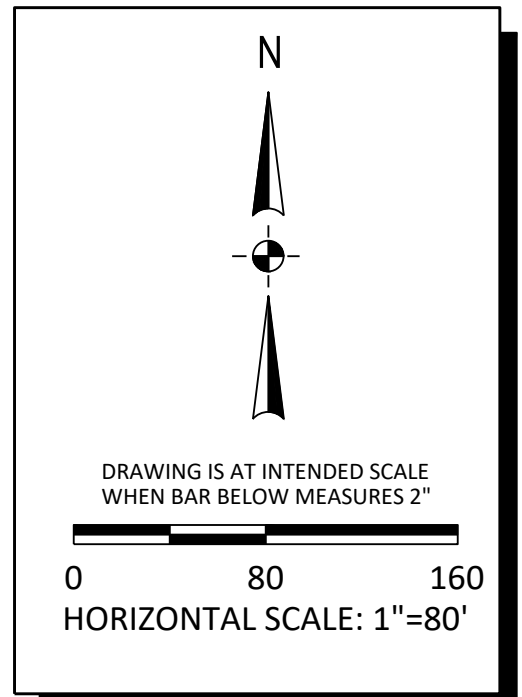 N
DRAWING IS AT INTENDED SCALE
WHEN BAR BELOW MEASURES 2"
0 80 160
HORIZONTAL SCALE: 1"=80'